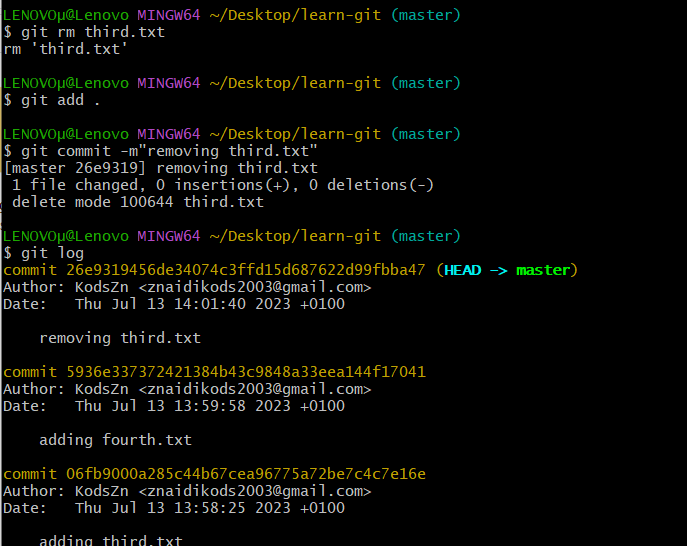 LENOVOµ@Lenovo MINGW64 ~/Desktop/learn-git (master)
$ git rm third.txt
rm 'third.txt'
LENOVOµ@Lenovo MINGW64 ~/Desktop/learn-git (master)
$ git add .
LENOVOµ@Lenovo MINGW64 ~/Desktop/learn-git (master)
$ git commit -m"removing third.txt"
[master 26e9319] removing third.txt
 1 file changed, 0 insertions(+), 0 deletions(-)
 delete mode 100644 third.txt
LENOVOµ@Lenovo MINGW64 ~/Desktop/learn-git (master)
$ git log
commit 26e9319456de34074c3ffd15d687622d99fbba47 (HEAD -> master)
Author: KodsZn <znaidikods2003@gmail.com>
Date:   Thu Jul 13 14:01:40 2023 +0100
    removing third.txt
commit 5936e337372421384b43c9848a33eea144f17041
Author: KodsZn <znaidikods2003@gmail.com>
Date:   Thu Jul 13 13:59:58 2023 +0100
    adding fourth.txt
commit 06fb9000a285c44b67cea96775a72be7c4c7e16e
Author: KodsZn <znaidikods2003@gmail.com>
Date:   Thu Jul 13 13:58:25 2023 +0100
    adding third.txt